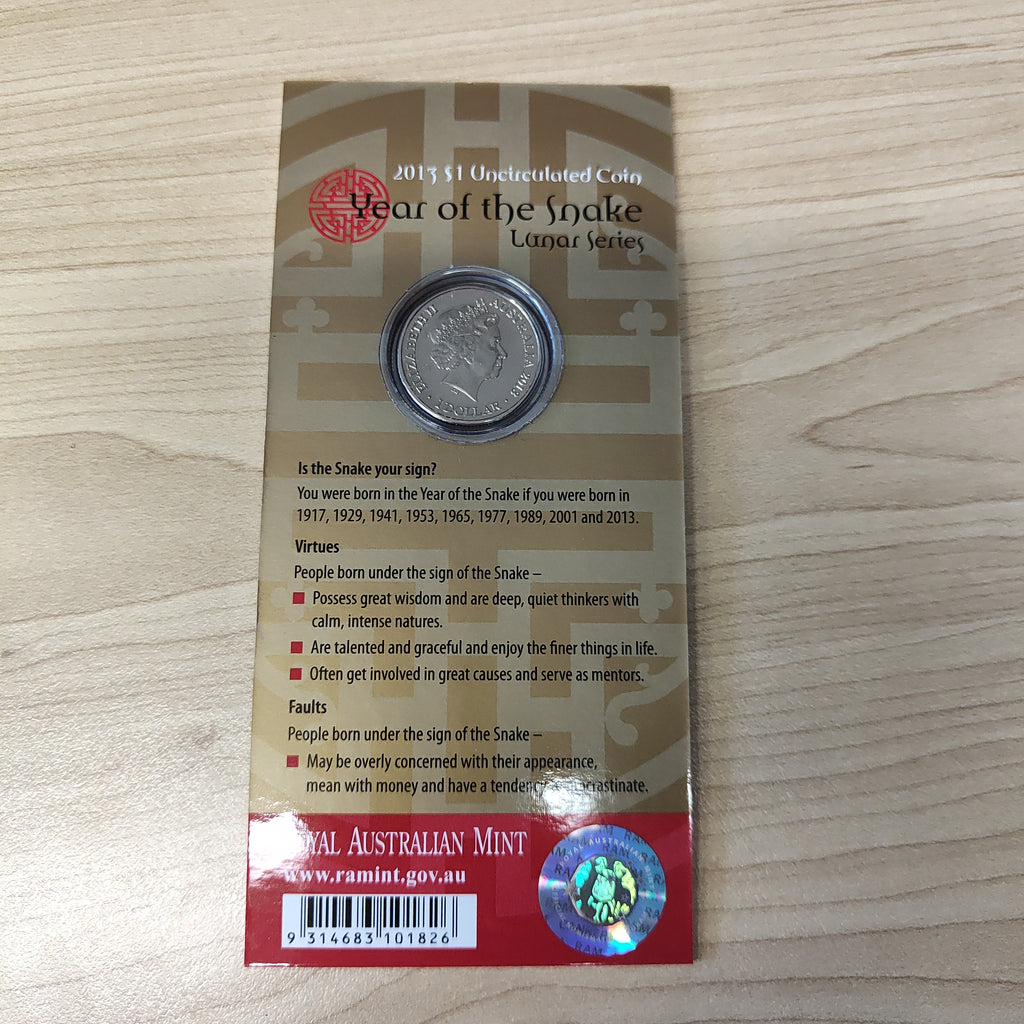 2013 $1 Uncirculated Coin
Year of the Snake
Lunar Series
ELIZABETH II AUSTRALIA 2013
1 DOLLAR
Is the Snake your sign?
You were born in the Year of the Snake if you were born in
1917, 1929, 1941, 1953, 1965, 1977, 1989, 2001 and 2013.
Virtues
People born under the sign of the Snake –
Possess great wisdom and are deep, quiet thinkers with
calm, intense natures.
Are talented and graceful and enjoy the finer things in life.
Often get involved in great causes and serve as mentors.
Faults
People born under the sign of the Snake –
May be overly concerned with their appearance,
mean with money and have a tendency to procrastinate.
ROYAL AUSTRALIAN MINT
www.ramint.gov.au
9 314683 101826